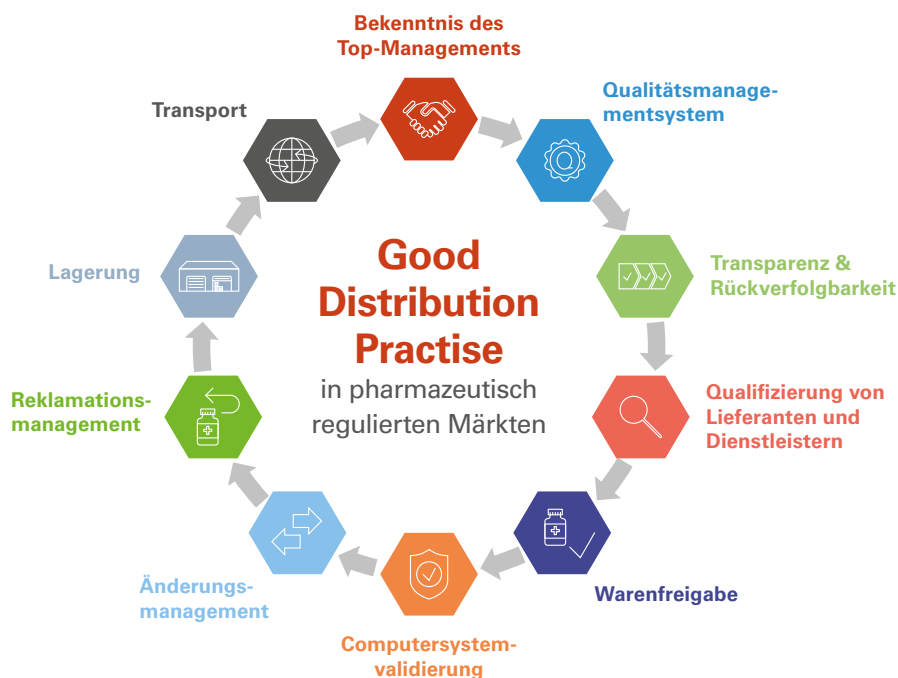 Bekenntnis des
Top-Managements
Qualitätsmanage-
mentsystem
Transparenz &
Rückverfolgbarkeit
Qualifizierung von
Lieferanten und
Dienstleistern
Warenfreigabe
Computersystem-
validierung
Änderungs-
management
Reklamations-
management
Lagerung
Transport
Good
Distribution
Practise
in pharmazeutisch
regulierten Märkten
Q